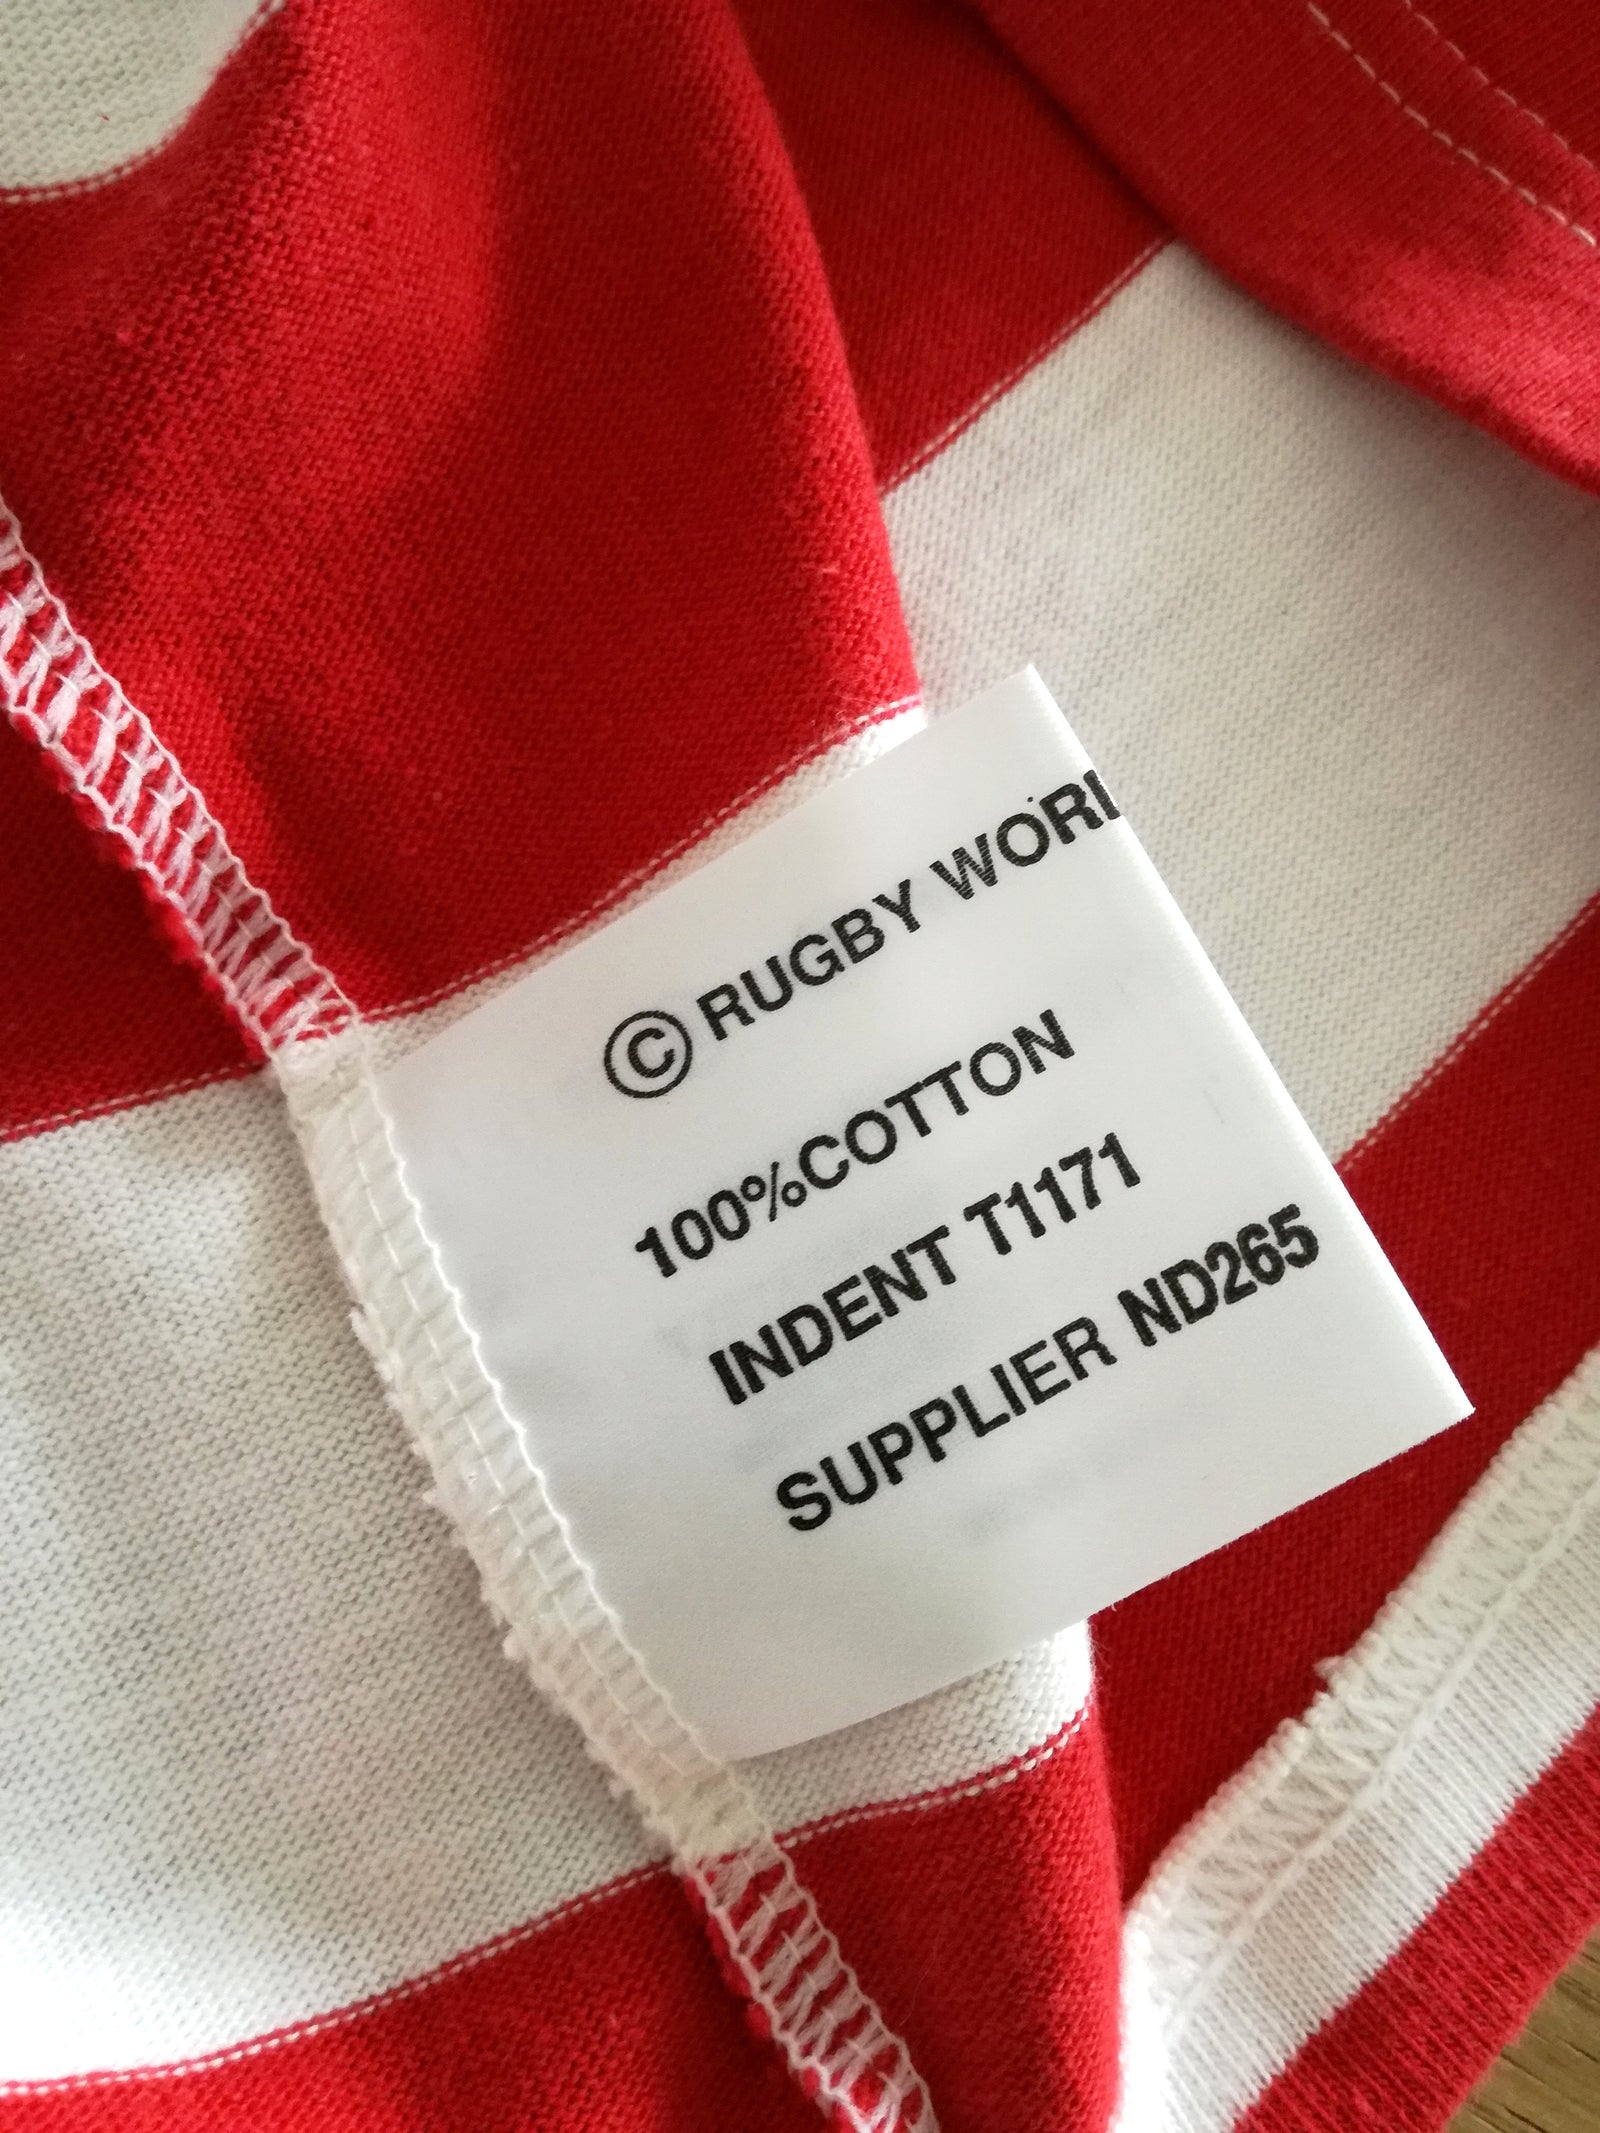 © RUGBY WORL
100%COTTON
INDENT T1171
SUPPLIER ND265